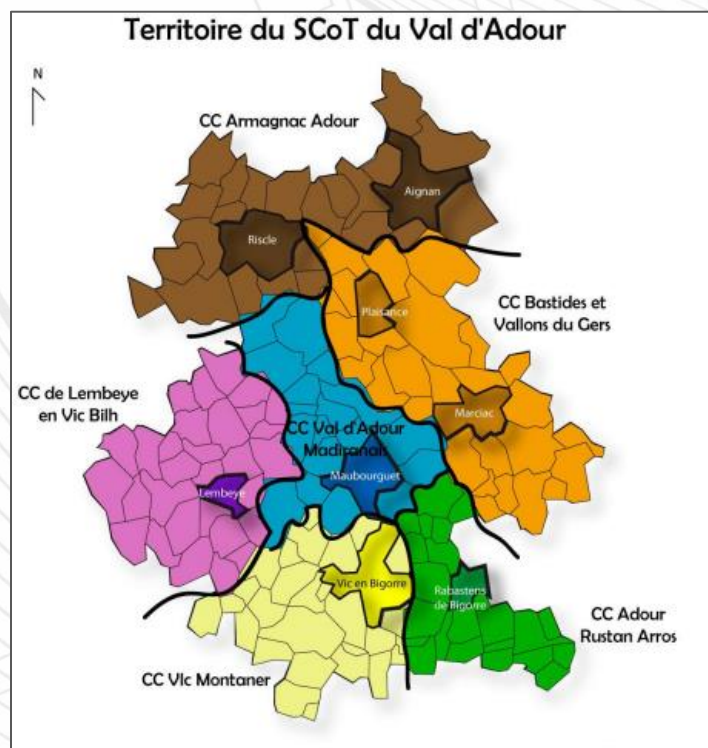 Territoire du SCoT du Val d'Adour
N
CC Armagnac Adour
Aignan
Riscle
Plaisance
CC Bastides et
Vallons du Gers
CC de Lembeye
en Vic Bilh
Marciac
CC Val d'Adour
Madiranais
Maubourguet
Lembeye
Vic en Bigorre
Rabastens
de Bigorre
CC Adour
Rustan Arros
CC Vic Montaner